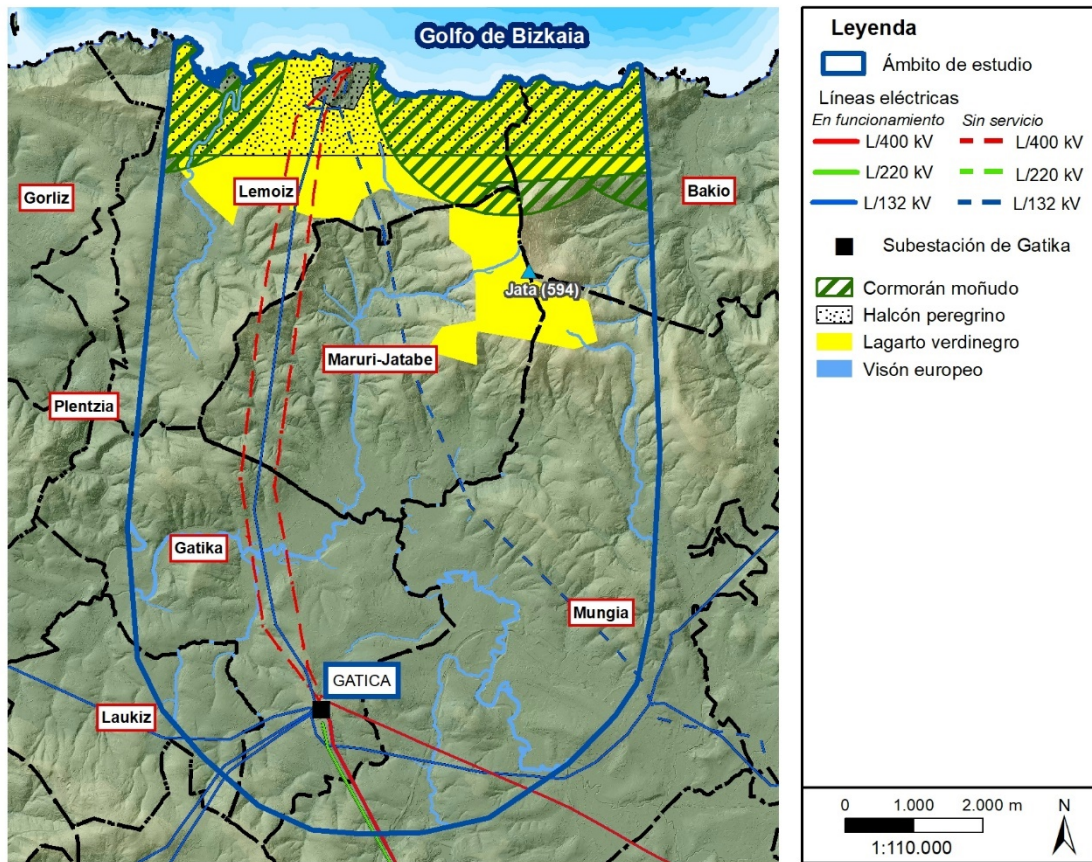 Golfo de Bizkaia
Gorliz
Lemoiz
Bakio
Jata (594)
Maruri-Jatabe
Plentzia
Gatika
Mungia
GATICA
Laukiz
Leyenda
Ámbito de estudio
Líneas eléctricas
En funcionamiento Sin servicio
L/400 kV L/400 kV
L/220 kV L/220 kV
L/132 kV L/132 kV
Subestación de Gatika
Cormorán moñudo
Halcón peregrino
Lagarto verdinegro
Visón europeo
0 1.000 2.000 m N
1:110.000